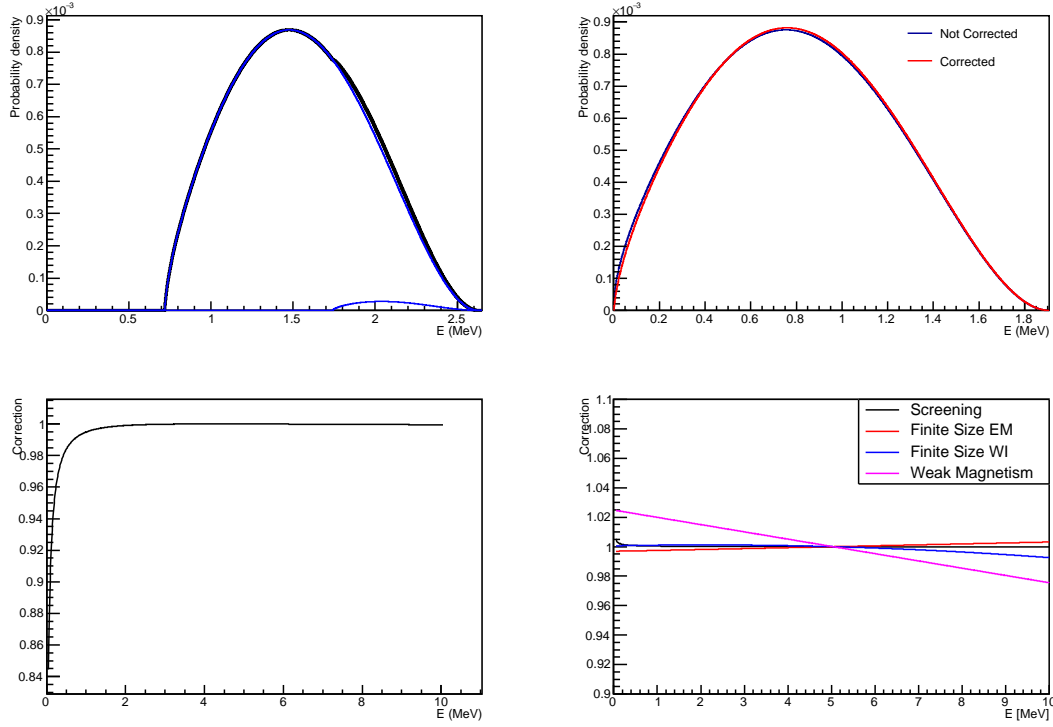 ×10⁻³
Probability density
0.9
0.8
0.7
0.6
0.5
0.4
0.3
0.2
0.1
0
0 0.5 1 1.5 2 2.5
E (MeV)
×10⁻³
Probability density
0.9
0.8
0.7
0.6
0.5
0.4
0.3
0.2
0.1
0
Not Corrected
Corrected
0 0.2 0.4 0.6 0.8 1 1.2 1.4 1.6 1.8
E (MeV)
Correction
1
0.98
0.96
0.94
0.92
0.9
0.88
0.86
0.84
0 2 4 6 8 10
E (MeV)
Correction
1.1
1.08
1.06
1.04
1.02
1
0.98
0.96
0.94
0.92
0.9
Screening
Finite Size EM
Finite Size WI
Weak Magnetism
0 1 2 3 4 5 6 7 8 9 10
E [MeV]